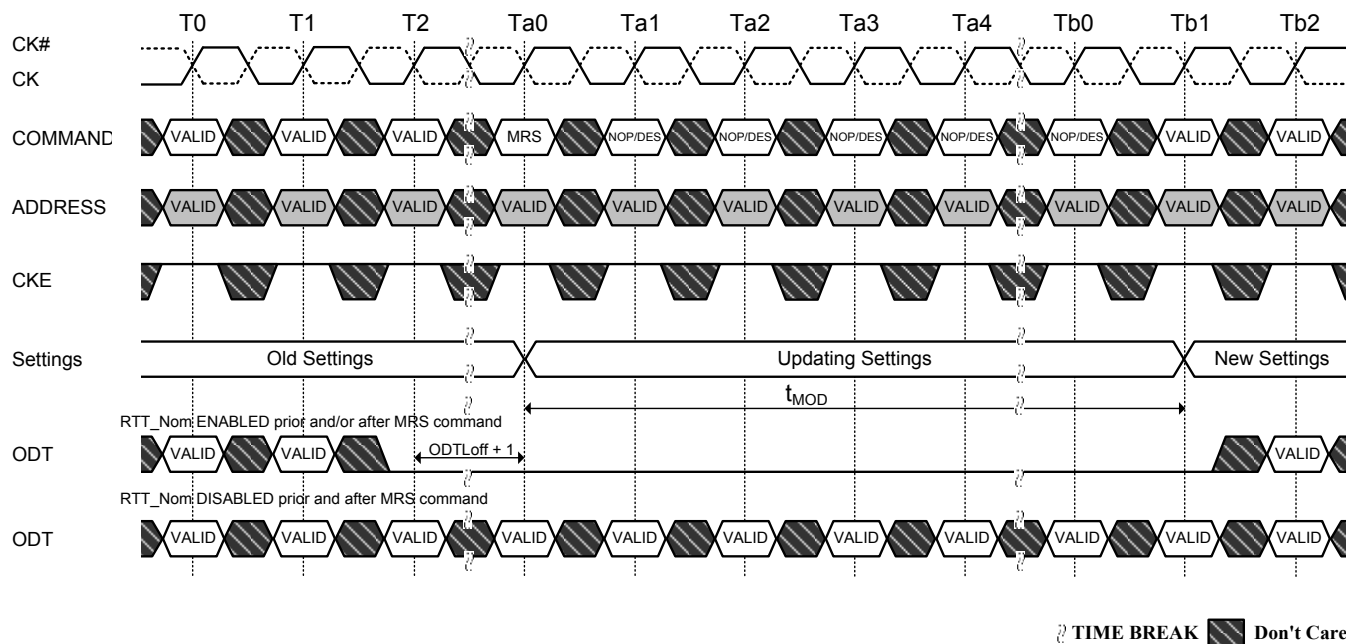 T0 T1 T2 Ta0 Ta1 Ta2 Ta3 Ta4 Tb0 Tb1 Tb2
CK#
CK
COMMAND VALID VALID VALID MRS NOP/DES NOP/DES NOP/DES NOP/DES NOP/DES VALID VALID
ADDRESS VALID VALID VALID VALID VALID VALID VALID VALID VALID VALID VALID
CKE
Settings Old Settings Updating Settings New Settings
tMOD
RTT_Nom ENABLED prior and/or after MRS command
ODT VALID VALID ODTLoff + 1 VALID
RTT_Nom DISABLED prior and after MRS command
ODT VALID VALID VALID VALID VALID VALID VALID VALID VALID VALID VALID
TIME BREAK Don't Care